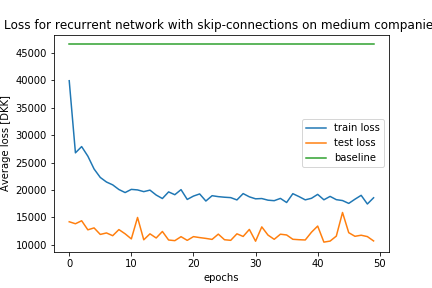 Loss for recurrent network with skip-connections on medium companie
45000
40000
35000
30000
25000
20000
15000
10000
Average loss [DKK]
train loss
test loss
baseline
0 10 20 30 40 50
epochs